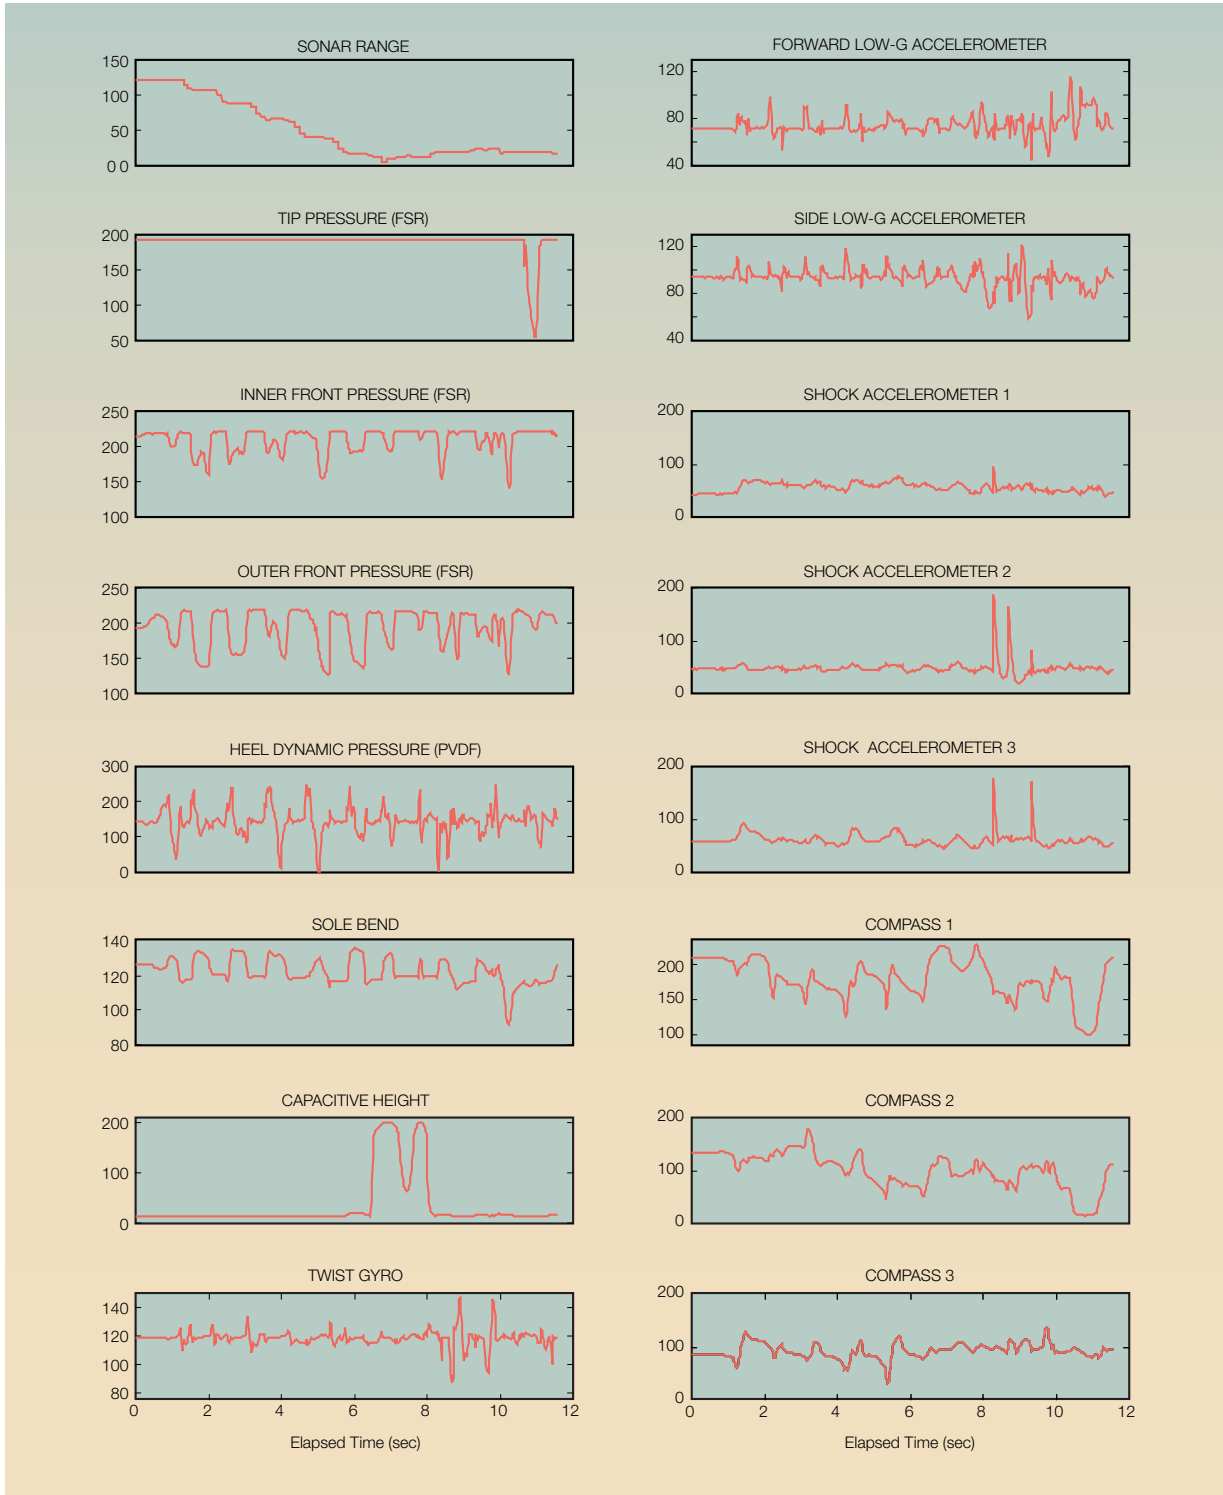 SONAR RANGE
150
100
50
0 0
TIP PRESSURE (FSR)
200
150
100
50
INNER FRONT PRESSURE (FSR)
250
200
150
100
OUTER FRONT PRESSURE (FSR)
250
200
150
100
HEEL DYNAMIC PRESSURE (PVDF)
300
200
100
0
SOLE BEND
140
120
100
80
CAPACITIVE HEIGHT
200
100
0
TWIST GYRO
140
120
100
80
0 2 4 6 8 10 12
Elapsed Time (sec)
FORWARD LOW-G ACCELEROMETER
120
80
40
SIDE LOW-G ACCELEROMETER
120
80
40
SHOCK ACCELEROMETER 1
200
100
0
SHOCK ACCELEROMETER 2
200
100
0
SHOCK ACCELEROMETER 3
200
100
0
COMPASS 1
200
150
100
COMPASS 2
200
100
0
COMPASS 3
200
100
0
0 2 4 6 8 10 12
Elapsed Time (sec)